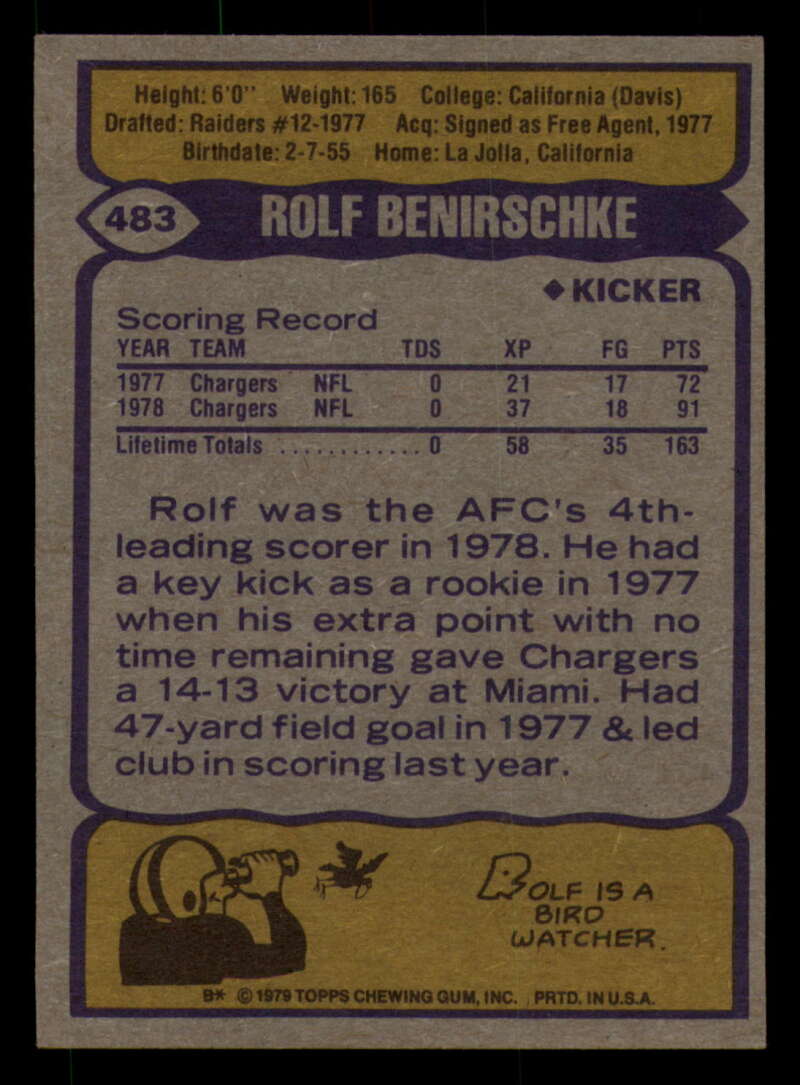 Height: 6'0" Weight: 165 College: California (Davis)
Drafted: Raiders #12-1977 Acq: Signed as Free Agent, 1977
Birthdate: 2-7-55 Home: La Jolla, California
483 ROLF BENIRSCHKE
◆ KICKER
Scoring Record
YEAR TEAM TDS XP FG PTS
1977 Chargers NFL 0 21 17 72
1978 Chargers NFL 0 37 18 91
Lifetime Totals ............ 0 58 35 163
Rolf was the AFC's 4th-
leading scorer in 1978. He had
a key kick as a rookie in 1977
when his extra point with no
time remaining gave Chargers
a 14-13 victory at Miami. Had
47-yard field goal in 1977 & led
club in scoring last year.
ROLF IS A
BIRD
WATCHER.
B* © 1979 TOPPS CHEWING GUM, INC. PRTD. IN U.S.A.